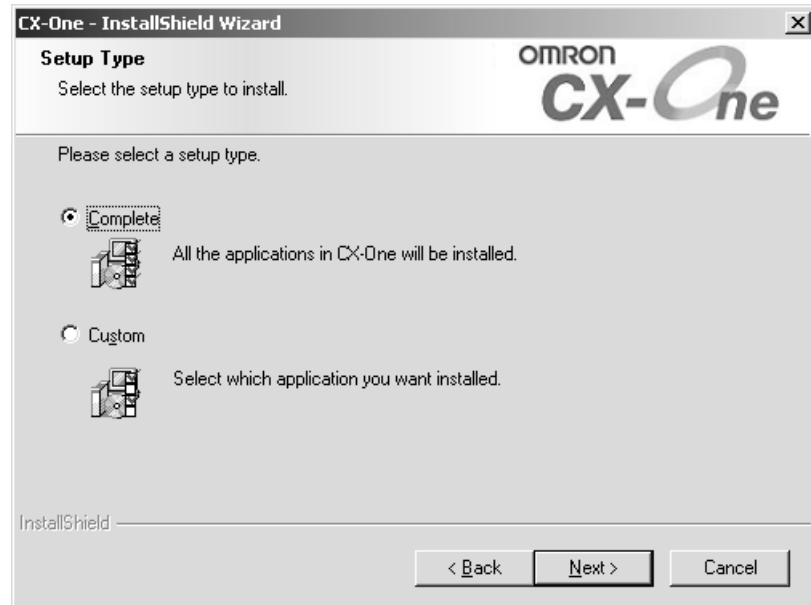 CX-One - InstallShield Wizard
Setup Type
Select the setup type to install.
OMRON
CX-One
Please select a setup type.
Complete
All the applications in CX-One will be installed.
Custom
Select which application you want installed.
InstallShield
< Back Next > Cancel